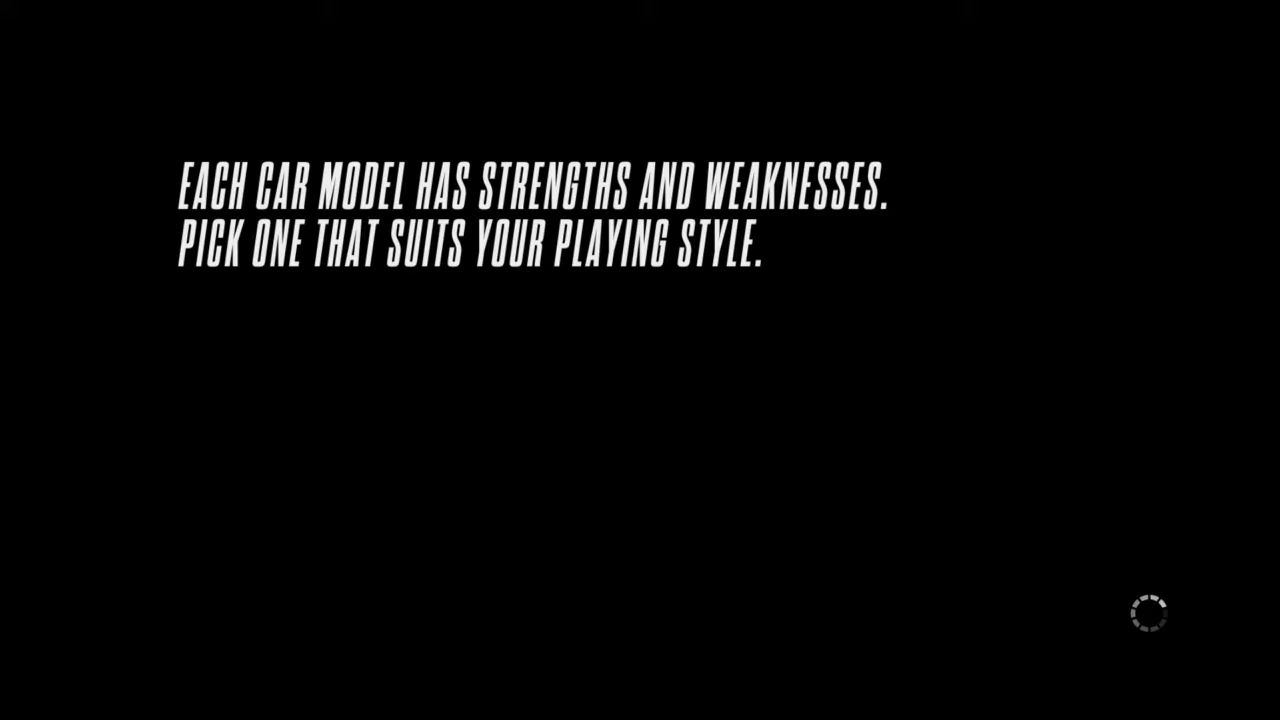 EACH CAR MODEL HAS STRENGTHS AND WEAKNESSES.
PICK ONE THAT SUITS YOUR PLAYING STYLE.